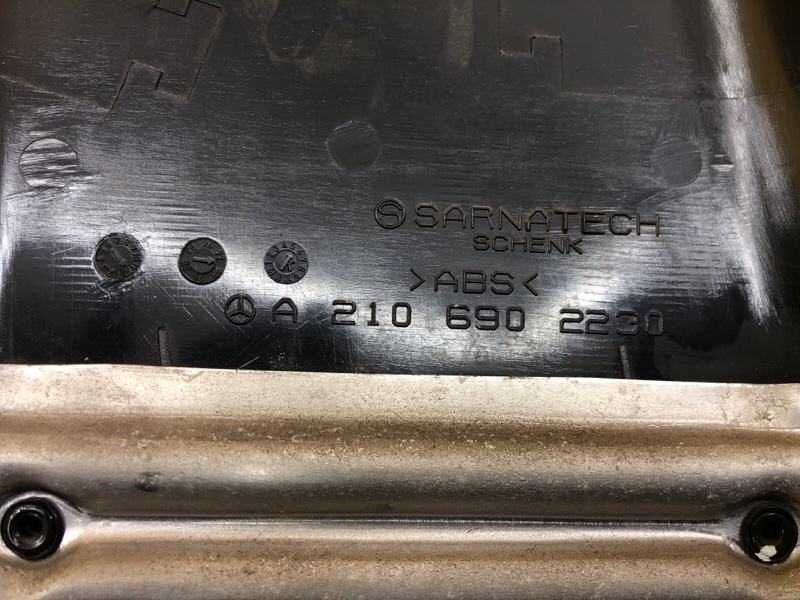 SARNATECH
SCHENK
>ABS<
A 210 690 2230